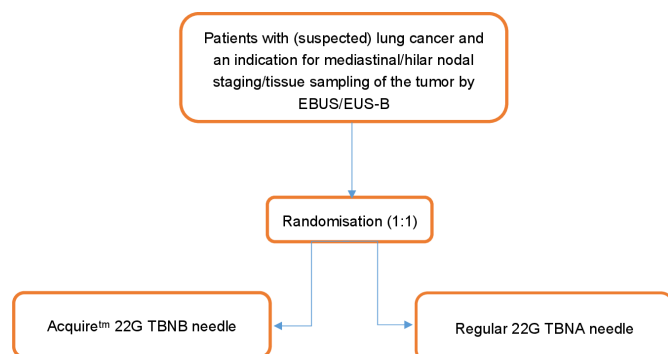 Patients with (suspected) lung cancer and
an indication for mediastinal/hilar nodal
staging/tissue sampling of the tumor by
EBUS/EUS-B
Randomisation (1:1)
Acquire™ 22G TBNB needle
Regular 22G TBNA needle